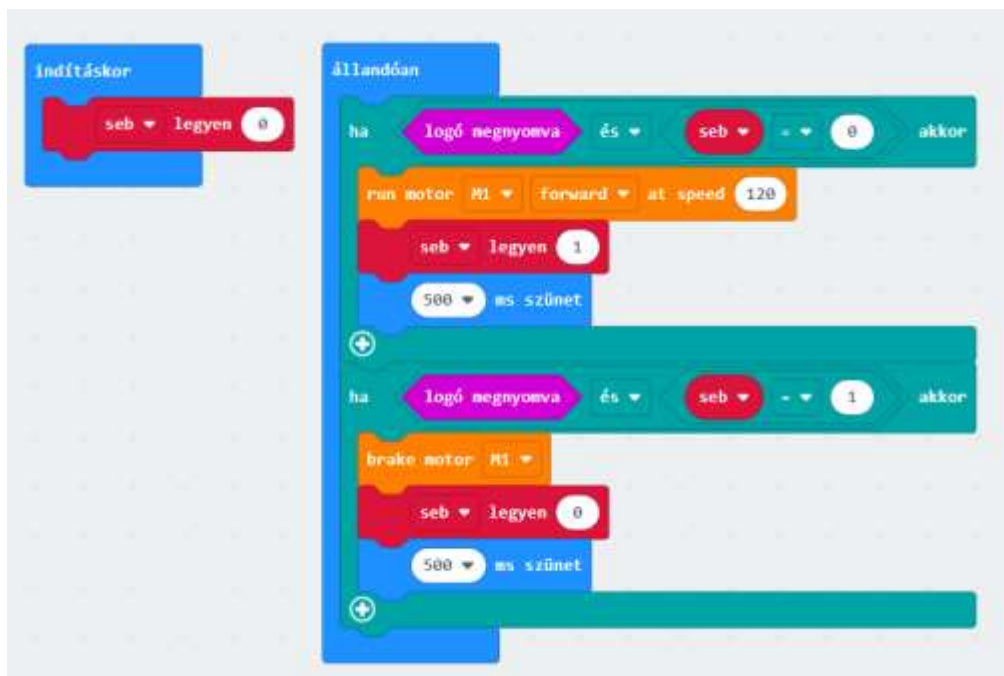 indításkor
seb legyen 0
állandóan
ha logó megnyomva és seb = 0 akkor
run motor M1 forward at speed 120
seb legyen 1
500 ms szünet
ha logó megnyomva és seb = 1 akkor
brake motor M1
seb legyen 0
500 ms szünet